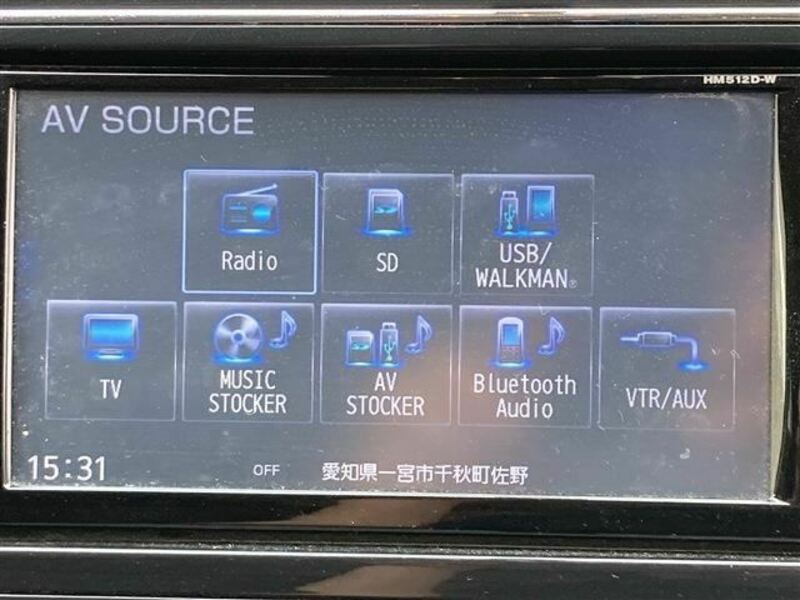 HM512D-W
AV SOURCE
Radio
SD
USB/
WALKMAN®
TV
MUSIC
STOCKER
AV
STOCKER
Bluetooth
Audio
VTR/AUX
15:31
OFF
愛知県一宮市千秋町佐野